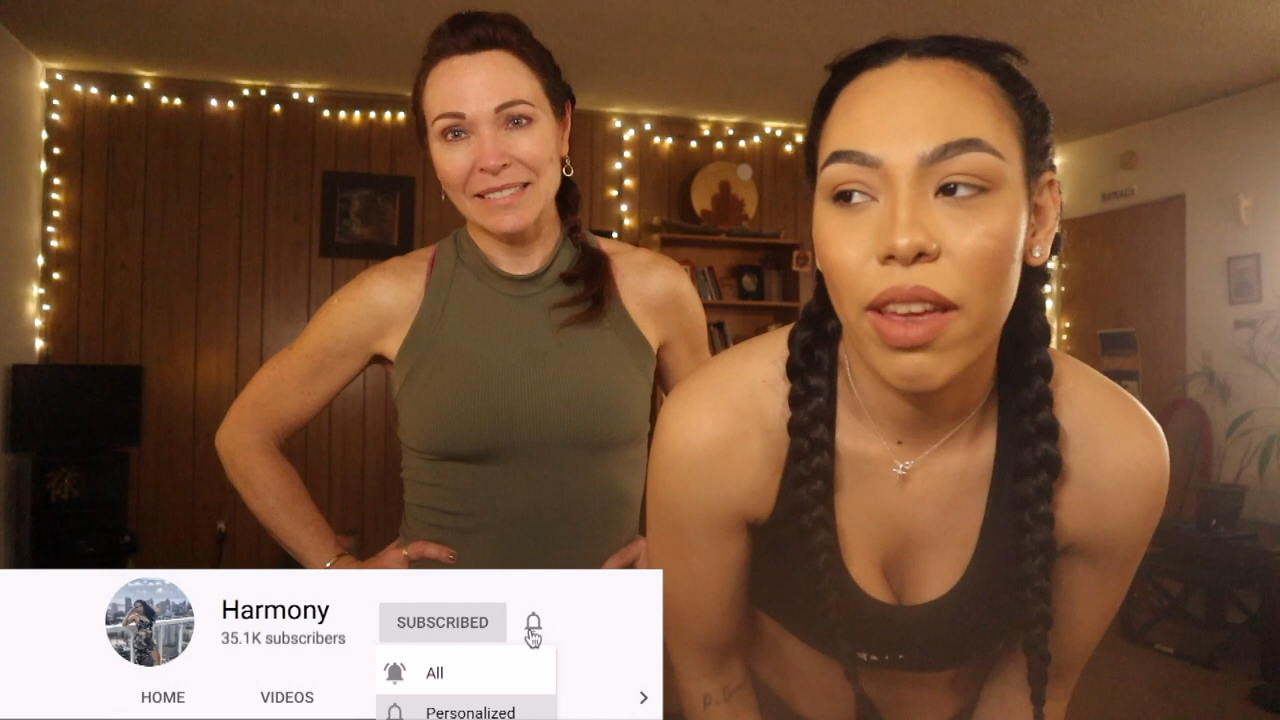 Harmony
35.1K subscribers
SUBSCRIBED
All
HOME
VIDEOS
Personalized